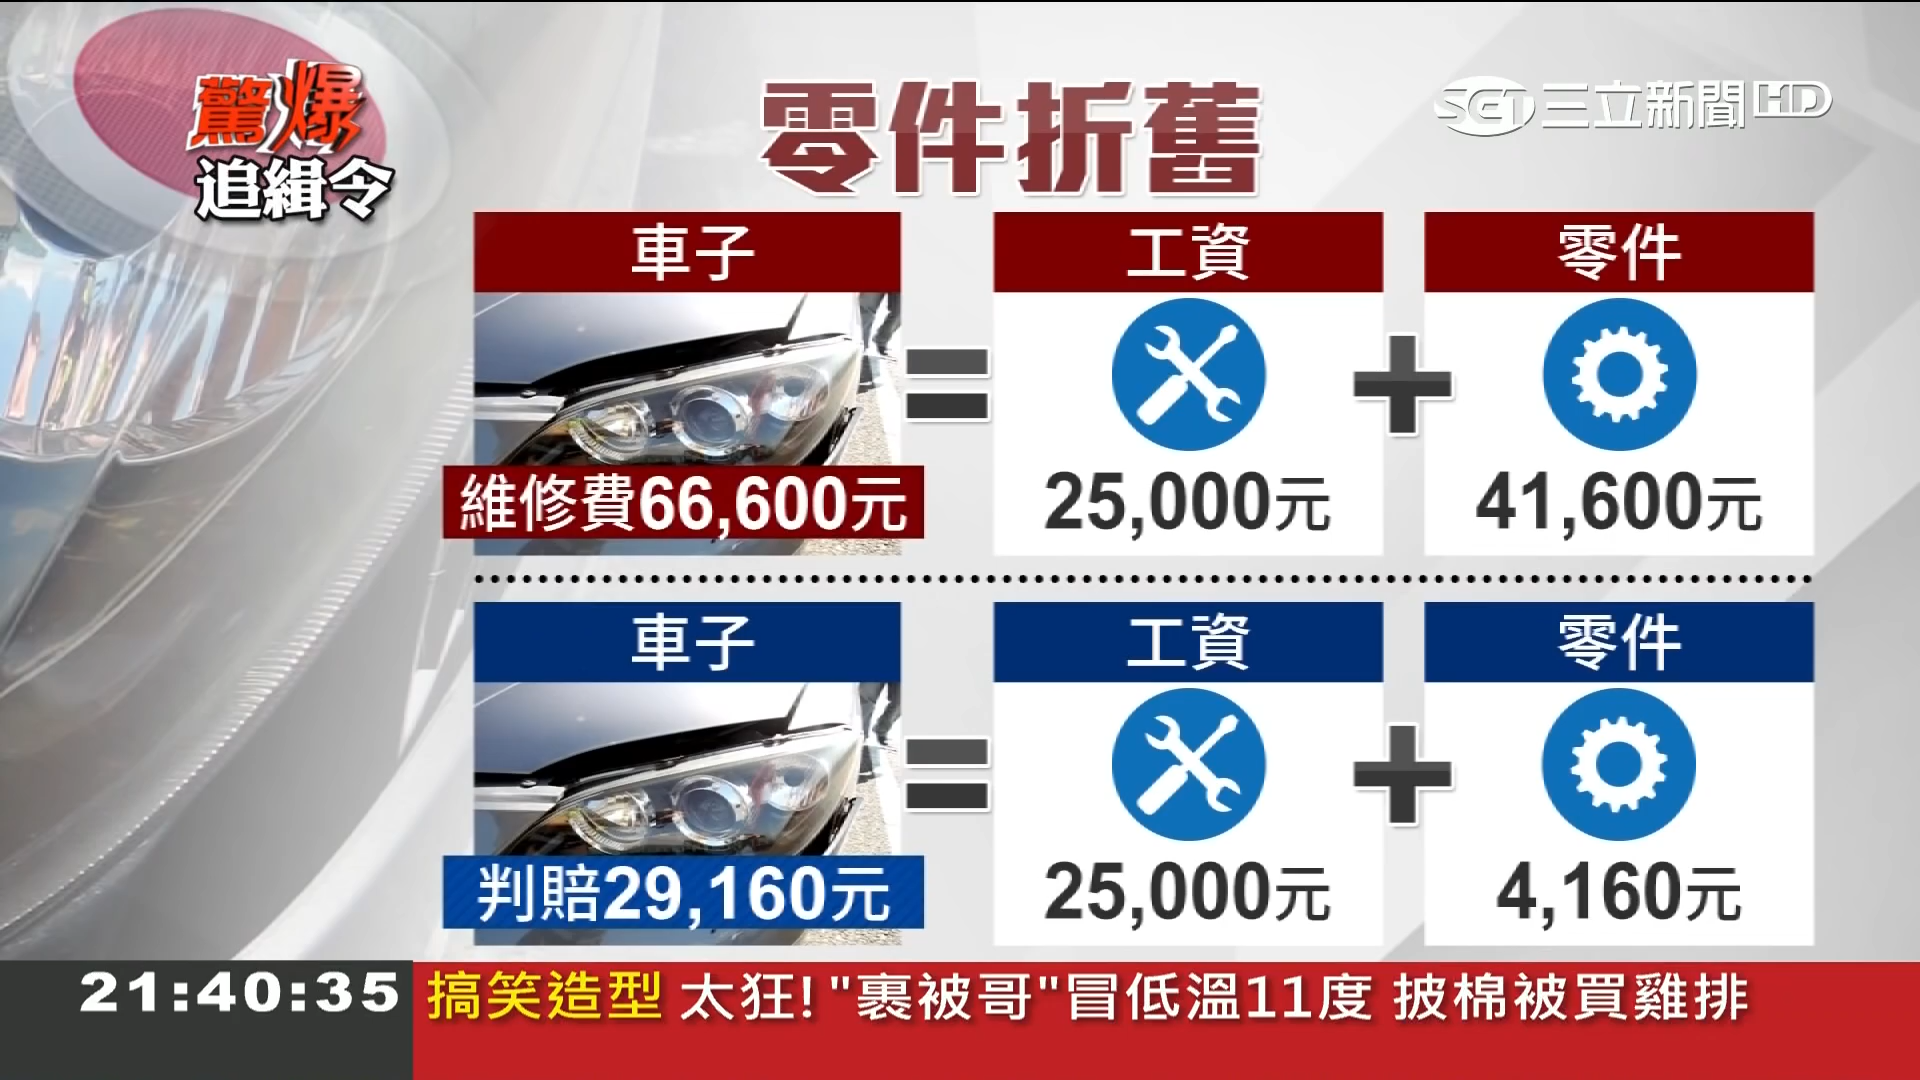 驚爆
追緝令
零件折舊
SET三立新聞HD
車子
工資
零件
維修費66,600元
25,000元
41,600元
車子
工資
零件
判賠29,160元
25,000元
4,160元
21:40:35
搞笑造型 太狂!"裹被哥"冒低溫11度 披棉被買雞排